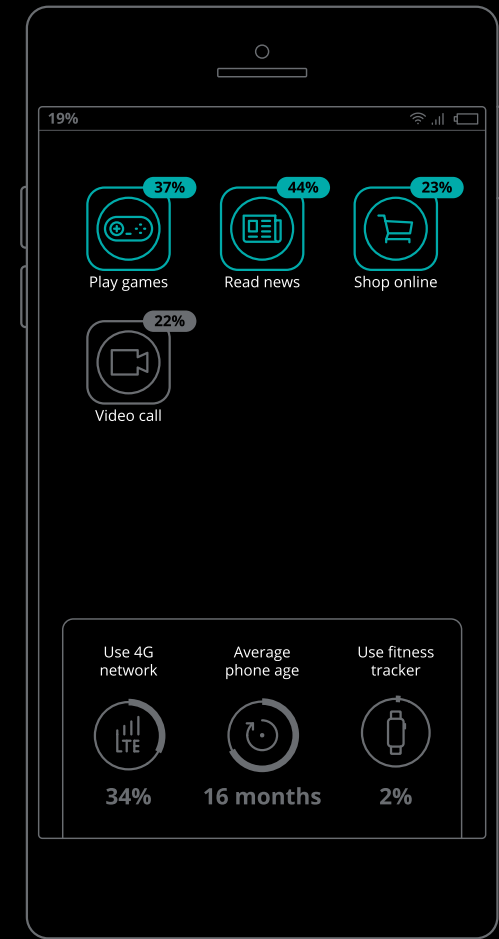 19%
37% 44% 23%
Play games Read news Shop online
22%
Video call
Use 4G Average Use fitness
network phone age tracker
LTE
34% 16 months 2%